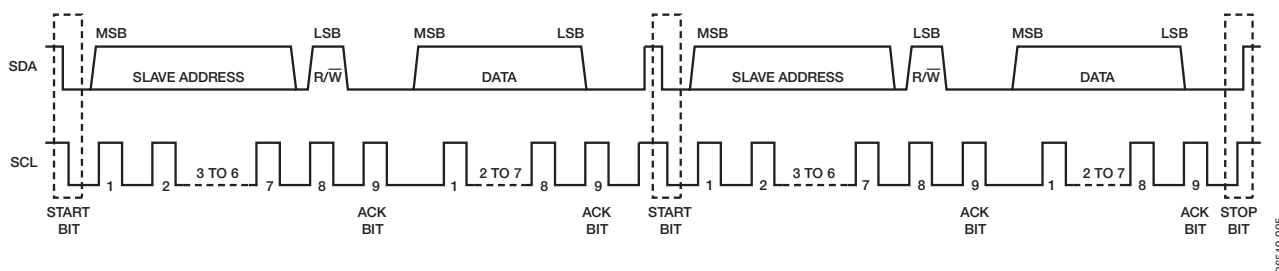 MSB LSB MSB LSB MSB LSB MSB LSB
SDA SLAVE ADDRESS R/W̅ DATA SLAVE ADDRESS R/W̅ DATA
SCL
1 2 3 TO 6 7 8 9 1 2 TO 7 8 9 1 2 3 TO 6 7 8 9 1 2 TO 7 8 9
START BIT
ACK BIT
ACK BIT
START BIT
ACK BIT
ACK BIT
STOP BIT